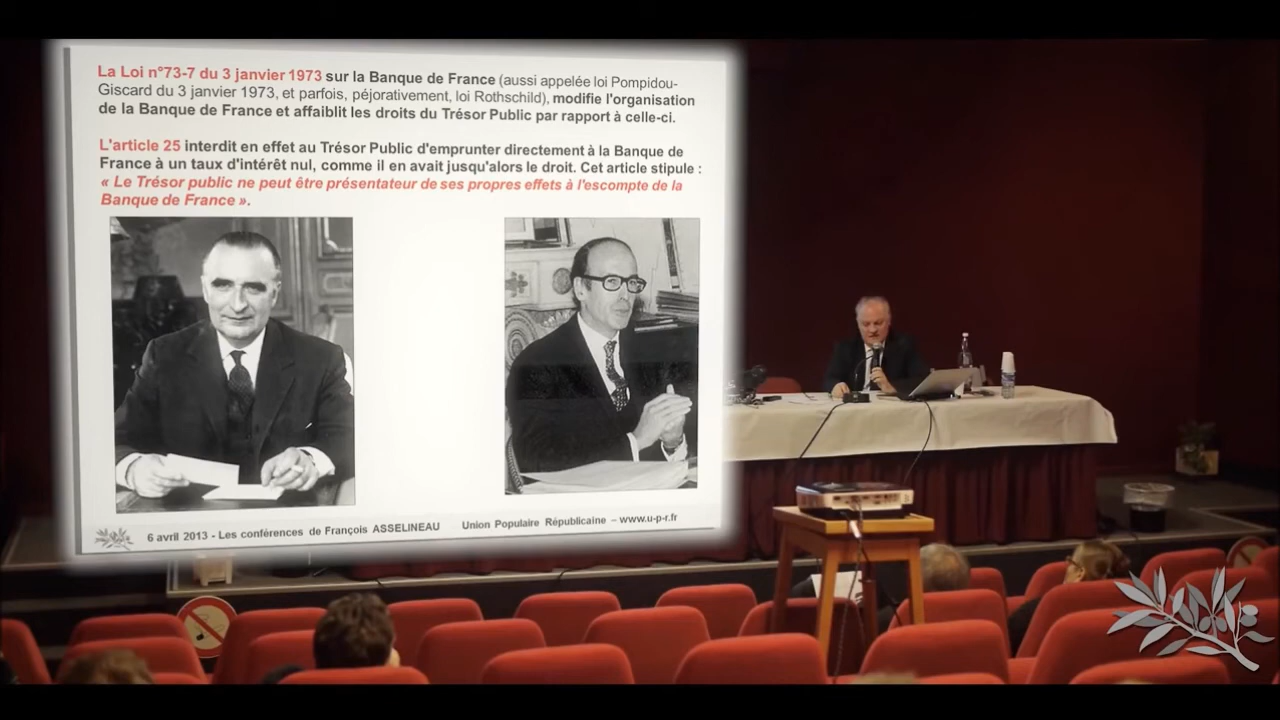 La Loi n°73-7 du 3 janvier 1973 sur la Banque de France (aussi appelée loi Pompidou-
Giscard du 3 janvier 1973, et parfois, péjorativement, loi Rothschild), modifie l'organisation
de la Banque de France et affaiblit les droits du Trésor Public par rapport à celle-ci.
L'article 25 interdit en effet au Trésor Public d'emprunter directement à la Banque de
France à un taux d'intérêt nul, comme il en avait jusqu'alors le droit. Cet article stipule :
« Le Trésor public ne peut être présentateur de ses propres effets à l'escompte de la
Banque de France ».
6 avril 2013 - Les conférences de François ASSELINEAU Union Populaire Républicaine – www.u-p-r.fr